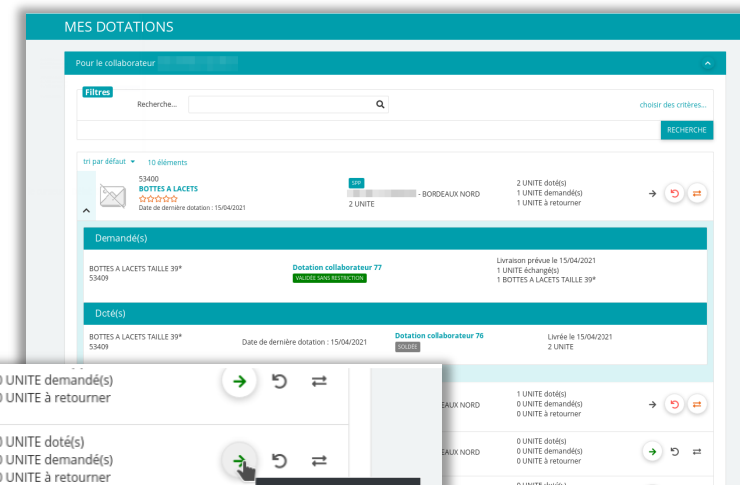 MES DOTATIONS
Pour le collaborateur
Filtres
Recherche...
choisir des critères...
RECHERCHE
tri par défaut
10 éléments
53400
BOTTES A LACETS
Date de dernière dotation : 15/04/2021
SPP
- BORDEAUX NORD
2 UNITE
2 UNITE doté(s)
1 UNITE demandé(s)
1 UNITE à retourner
Demandé(s)
BOTTES A LACETS TAILLE 39*
53409
Dotation collaborateur 77
VALIDÉE SANS RESTRICTION
Livraison prévue le 15/04/2021
1 UNITE échangé(s)
1 BOTTES A LACETS TAILLE 39*
Doté(s)
BOTTES A LACETS TAILLE 39*
53409
Date de dernière dotation : 15/04/2021
Dotation collaborateur 76
SOLDÉE
Livrée le 15/04/2021
2 UNITE
EAUX NORD
1 UNITE doté(s)
0 UNITE demandé(s)
0 UNITE à retourner
EAUX NORD
0 UNITE doté(s)
0 UNITE demandé(s)
0 UNITE à retourner
0 UNITE demandé(s)
0 UNITE à retourner
0 UNITE doté(s)
0 UNITE demandé(s)
0 UNITE à retourner